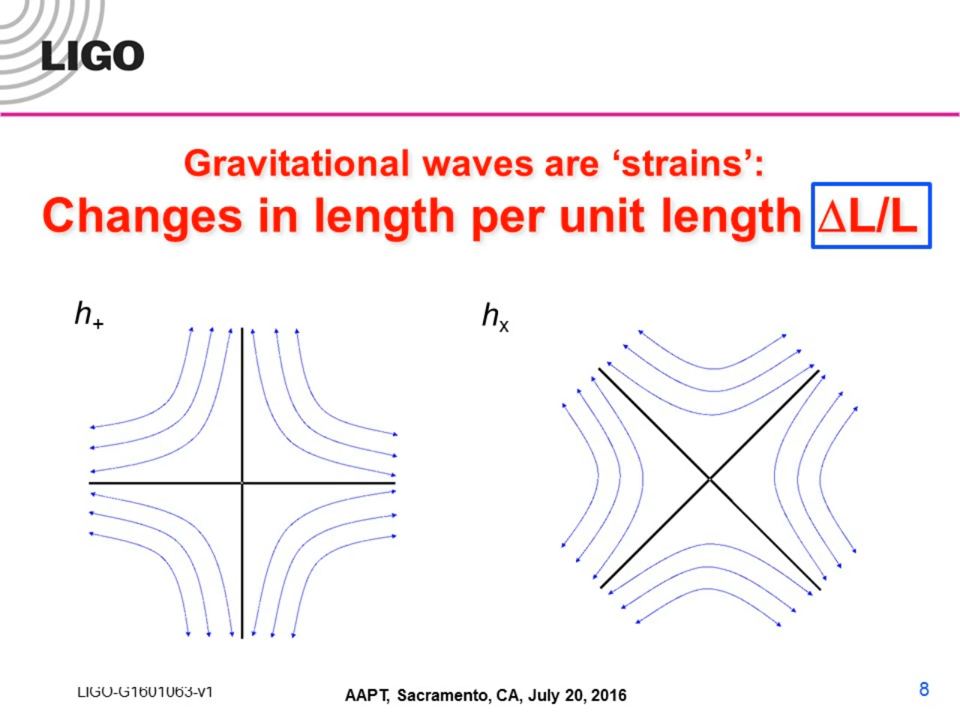 LIGO
Gravitational waves are ‘strains’:
Changes in length per unit length ΔL/L
h+
hx
LIGO-G1601063-v1
AAPT, Sacramento, CA, July 20, 2016
8